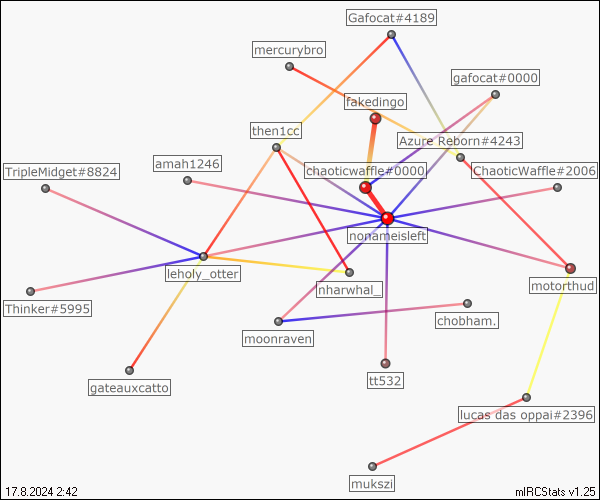 Gafocat#4189
mercurybro
gafocat#0000
fakedingo
then1cc
Azure Reborn#4243
amah1246
TripleMidget#8824
chaoticwaffle#0000
ChaoticWaffle#2006
nonameisleft
leholy_otter
nharwhal_
motorthud
Thinker#5995
chobham.
moonraven
gateauxcatto
tt532
lucas das oppai#2396
mukszi
17.8.2024 2:42
mIRCStats v1.25